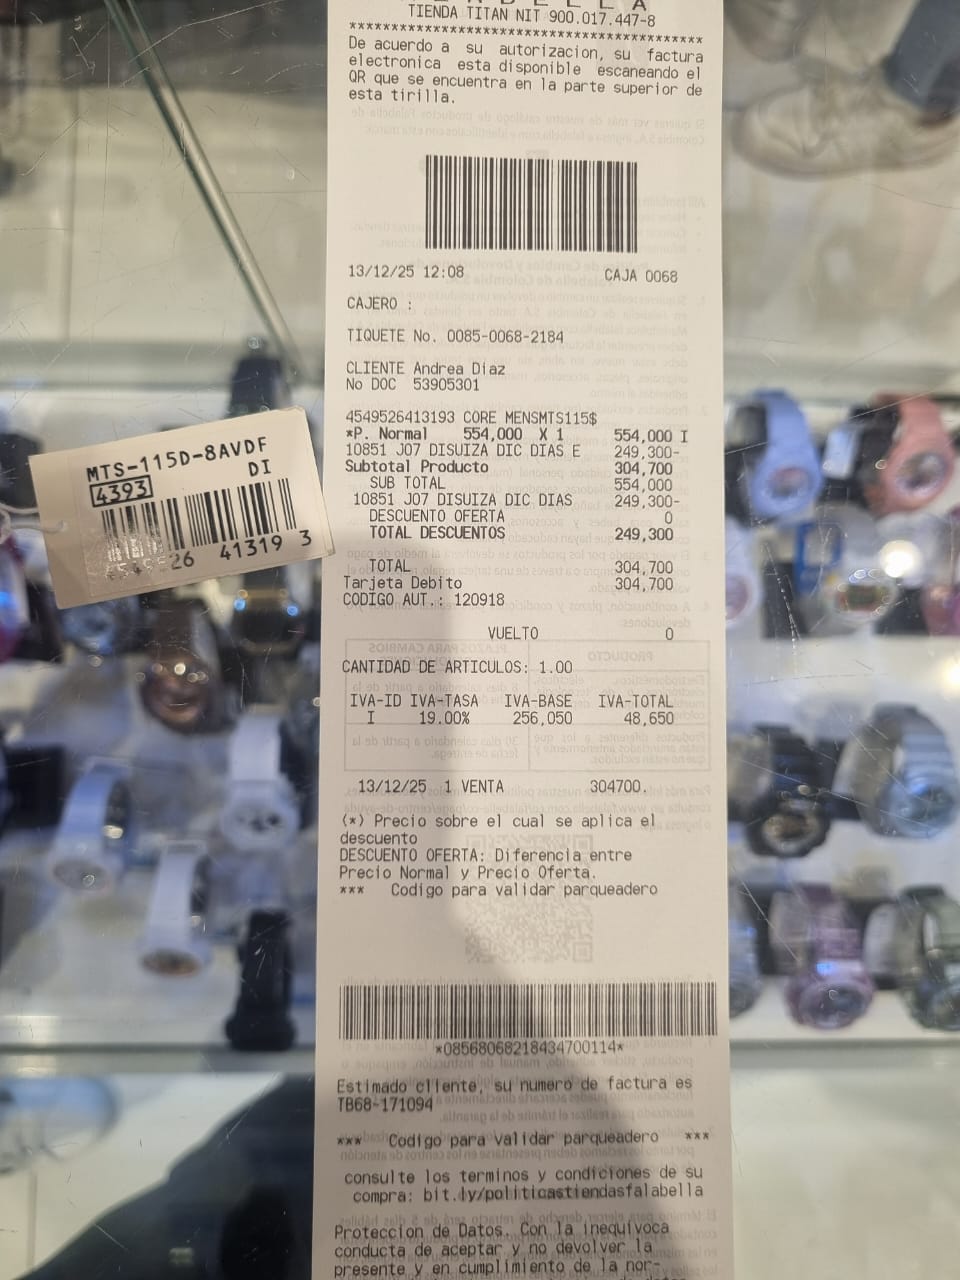 TIENDA TITAN NIT 900.017.447-8
******************************************
De acuerdo a su autorizacion, su factura
electronica esta disponible escaneando el
QR que se encuentra en la parte superior de
esta tirilla.
13/12/25 12:08 CAJA 0068
CAJERO :
TIQUETE No. 0085-0068-2184
CLIENTE Andrea Diaz
No DOC 53905301
4549526413193 CORE MENSMTS115$
*P. Normal 554,000 X 1 554,000 I
10851 J07 DISUIZA DIC DIAS E 249,300-
Subtotal Producto 304,700
SUB TOTAL 554,000
10851 J07 DISUIZA DIC DIAS 249,300-
DESCUENTO OFERTA 0
TOTAL DESCUENTOS 249,300
TOTAL 304,700
Tarjeta Debito 304,700
CODIGO AUT.: 120918
VUELTO 0
CANTIDAD DE ARTICULOS: 1.00
IVA-ID IVA-TASA IVA-BASE IVA-TOTAL
I 19.00% 256,050 48,650
13/12/25 1 VENTA 304700.
(*) Precio sobre el cual se aplica el
descuento
DESCUENTO OFERTA: Diferencia entre
Precio Normal y Precio Oferta.
*** Codigo para validar parqueadero
*08568068218434700114*
Estimado cliente, su numero de factura es
TB68-171094
*** Codigo para validar parqueadero ***
consulte los terminos y condiciones de su
compra: bit.ly/politicastiendasfalabella
Proteccion de Datos. Con la inequivoca
conducta de aceptar y no devolver la
presente y en cumplimiento de la nor-
MTS-115D-8AVDF
4393 DI
26 41319 3